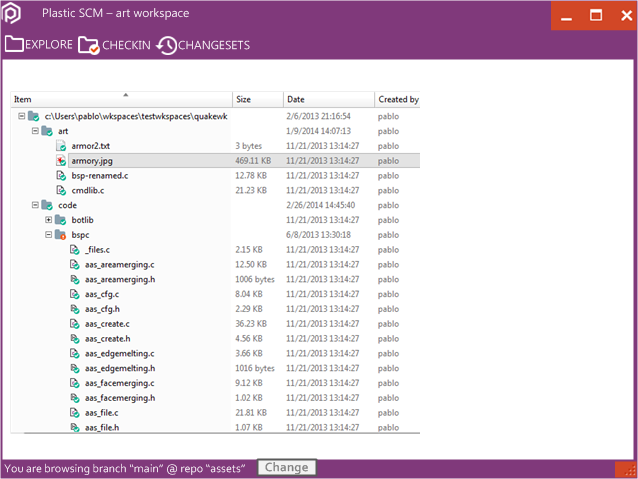 Plastic SCM – art workspace
EXPLORE CHECKIN CHANGESETS
Item Size Date Created by
c:\Users\pablo\wkspaces\testwkspaces\quakewk 2/6/2013 21:16:54 pablo
art 1/9/2014 14:07:13 pablo
armor2.txt 3 bytes 11/21/2013 13:14:27 pablo
armory.jpg 469.11 KB 11/21/2013 13:14:27 pablo
bsp-renamed.c 12.78 KB 11/21/2013 13:14:27 pablo
cmdlib.c 21.23 KB 11/21/2013 13:14:27 pablo
code 2/26/2014 14:45:40 pablo
botlib 11/21/2013 13:14:27 pablo
bspc 6/8/2013 13:30:18 pablo
_files.c 2.15 KB 11/21/2013 13:14:27 pablo
aas_areamerging.c 12.50 KB 11/21/2013 13:14:27 pablo
aas_areamerging.h 1006 bytes 11/21/2013 13:14:27 pablo
aas_cfg.c 8.04 KB 11/21/2013 13:14:27 pablo
aas_cfg.h 2.29 KB 11/21/2013 13:14:27 pablo
aas_create.c 36.23 KB 11/21/2013 13:14:27 pablo
aas_create.h 4.56 KB 11/21/2013 13:14:27 pablo
aas_edgemelting.c 3.66 KB 11/21/2013 13:14:27 pablo
aas_edgemelting.h 1016 bytes 11/21/2013 13:14:27 pablo
aas_facemerging.c 9.12 KB 11/21/2013 13:14:27 pablo
aas_facemerging.h 1.02 KB 11/21/2013 13:14:27 pablo
aas_file.c 21.81 KB 11/21/2013 13:14:27 pablo
aas_file.h 1.07 KB 11/21/2013 13:14:27 pablo
You are browsing branch "main" @ repo "assets" Change